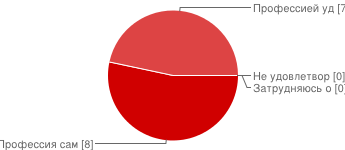 Профессией уд [7
Не удовлетвор [0]
Затрудняюсь о [0]
Профессия сам [8]